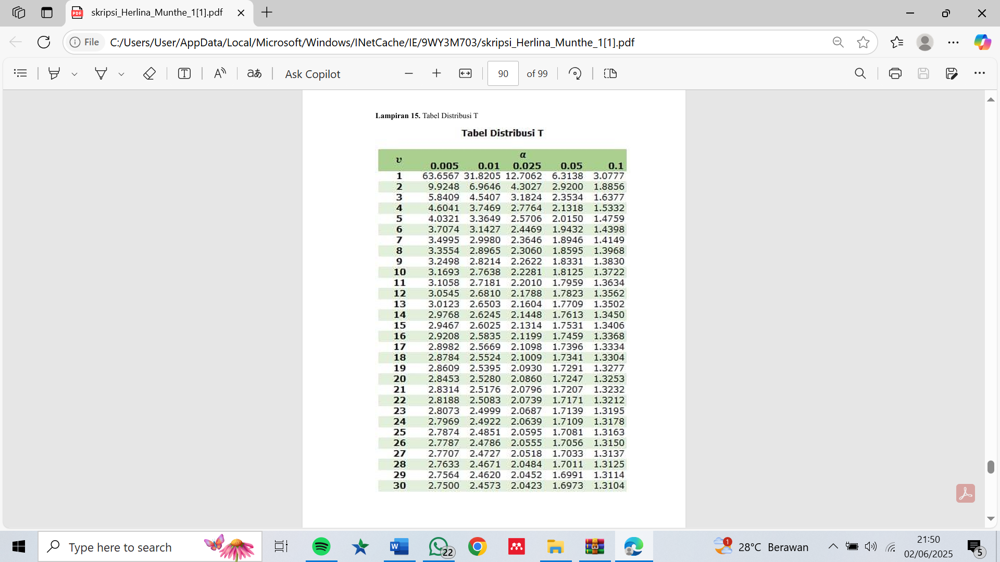 skripsi_Herlina_Munthe_1[1].pdf
File C:/Users/User/AppData/Local/Microsoft/Windows/INetCache/IE/9WY3M703/skripsi_Herlina_Munthe_1[1].pdf
Ask Copilot 90 of 99
Lampiran 15. Tabel Distribusi T
Tabel Distribusi T
υ α
0.005 0.01 0.025 0.05 0.1
1 63.6567 31.8205 12.7062 6.3138 3.0777
2 9.9248 6.9646 4.3027 2.9200 1.8856
3 5.8409 4.5407 3.1824 2.3534 1.6377
4 4.6041 3.7469 2.7764 2.1318 1.5332
5 4.0321 3.3649 2.5706 2.0150 1.4759
6 3.7074 3.1427 2.4469 1.9432 1.4398
7 3.4995 2.9980 2.3646 1.8946 1.4149
8 3.3554 2.8965 2.3060 1.8595 1.3968
9 3.2498 2.8214 2.2622 1.8331 1.3830
10 3.1693 2.7638 2.2281 1.8125 1.3722
11 3.1058 2.7181 2.2010 1.7959 1.3634
12 3.0545 2.6810 2.1788 1.7823 1.3562
13 3.0123 2.6503 2.1604 1.7709 1.3502
14 2.9768 2.6245 2.1448 1.7613 1.3450
15 2.9467 2.6025 2.1314 1.7531 1.3406
16 2.9208 2.5835 2.1199 1.7459 1.3368
17 2.8982 2.5669 2.1098 1.7396 1.3334
18 2.8784 2.5524 2.1009 1.7341 1.3304
19 2.8609 2.5395 2.0930 1.7291 1.3277
20 2.8453 2.5280 2.0860 1.7247 1.3253
21 2.8314 2.5176 2.0796 1.7207 1.3232
22 2.8188 2.5083 2.0739 1.7171 1.3212
23 2.8073 2.4999 2.0687 1.7139 1.3195
24 2.7969 2.4922 2.0639 1.7109 1.3178
25 2.7874 2.4851 2.0595 1.7081 1.3163
26 2.7787 2.4786 2.0555 1.7056 1.3150
27 2.7707 2.4727 2.0518 1.7033 1.3137
28 2.7633 2.4671 2.0484 1.7011 1.3125
29 2.7564 2.4620 2.0452 1.6991 1.3114
30 2.7500 2.4573 2.0423 1.6973 1.3104
Type here to search 22 1 28°C Berawan 21:50
02/06/2025 5